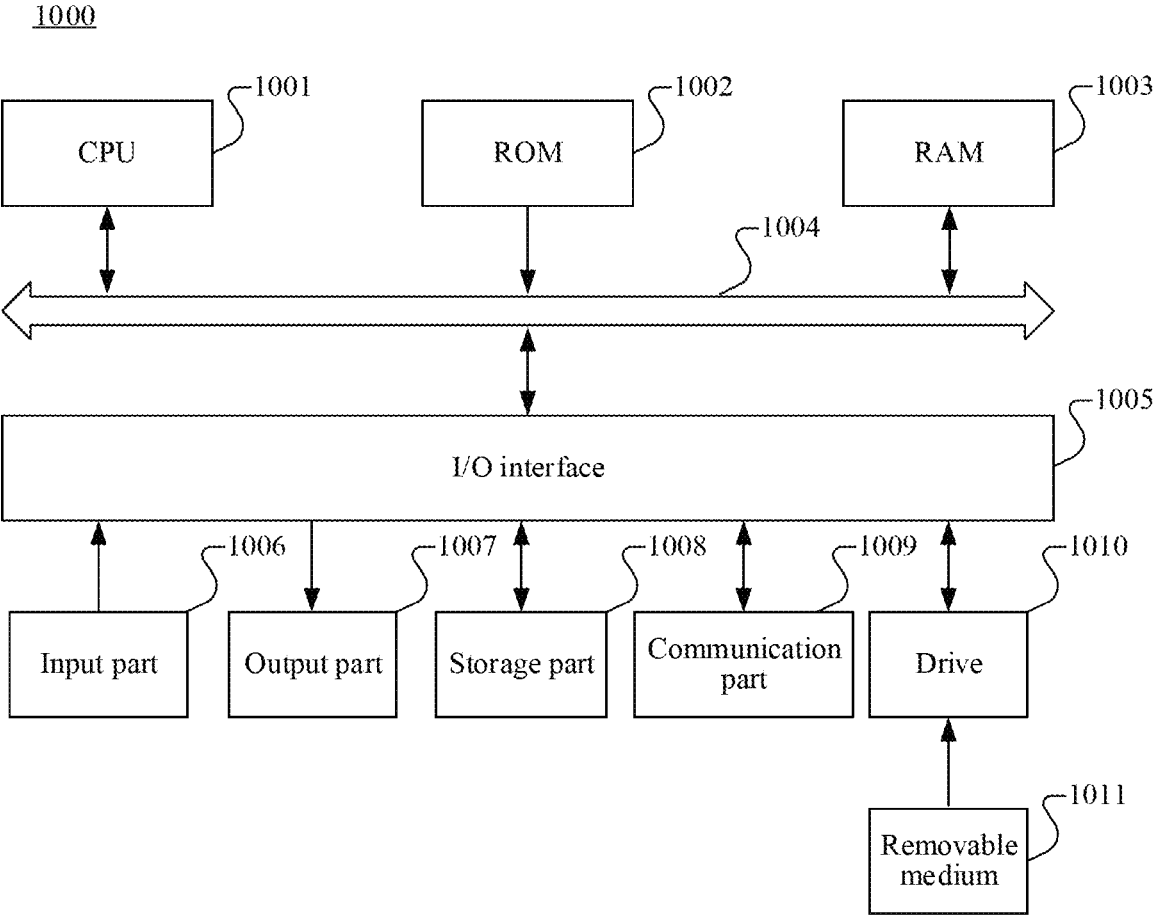 1000
1001
1002
1003
CPU
ROM
RAM
1004
1005
I/O interface
1006
1007
1008
1009
1010
Input part
Output part
Storage part
Communication
part
Drive
1011
Removable
medium